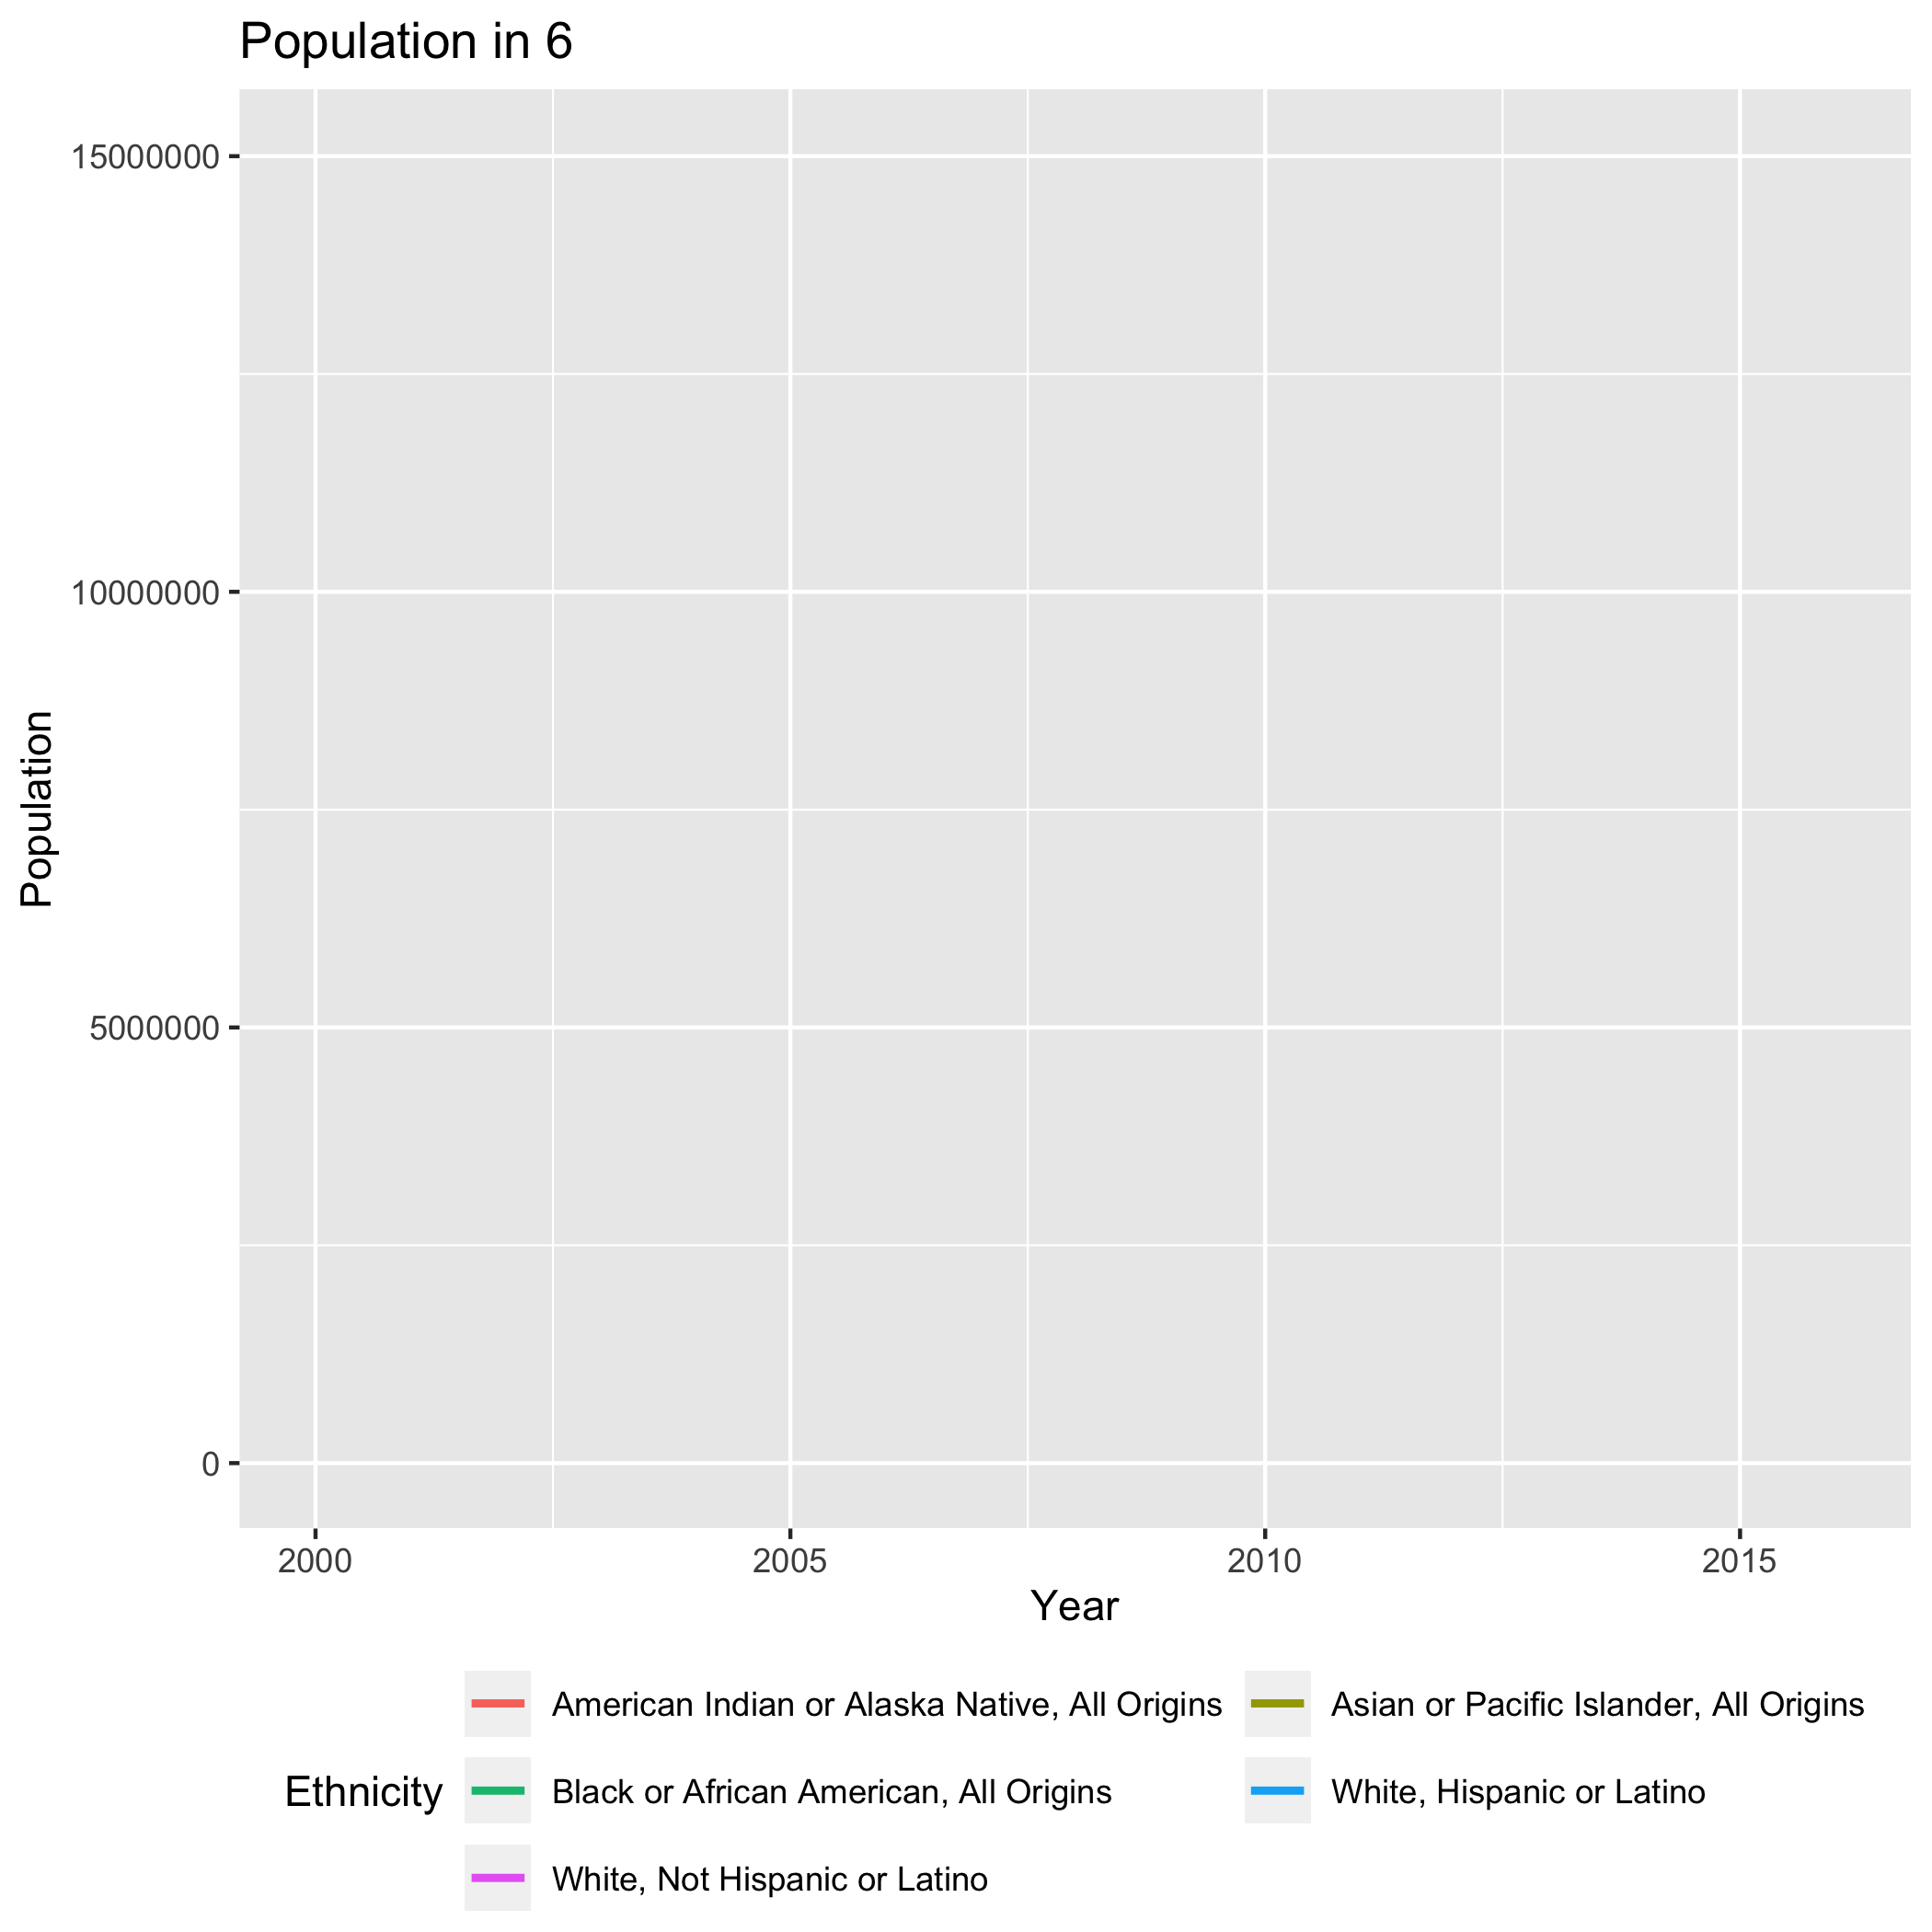 Population in 6
15000000
10000000
5000000
0
Population
2000 2005 2010 2015
Year
Ethnicity
American Indian or Alaska Native, All Origins
Asian or Pacific Islander, All Origins
Black or African American, All Origins
White, Hispanic or Latino
White, Not Hispanic or Latino